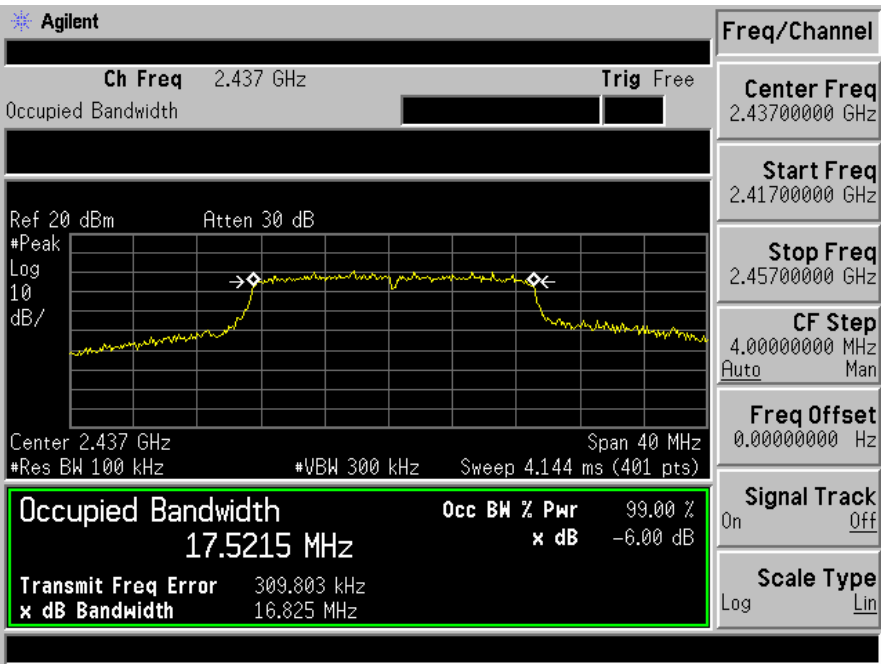 Agilent
Freq/Channel
Ch Freq 2.437 GHz Trig Free
Occupied Bandwidth
Center Freq
2.43700000 GHz
Start Freq
2.41700000 GHz
Stop Freq
2.45700000 GHz
CF Step
4.00000000 MHz
Auto Man
Freq Offset
0.00000000 Hz
Signal Track
On Off
Scale Type
Log Lin
Ref 20 dBm Atten 30 dB
#Peak
Log
10
dB/
Center 2.437 GHz Span 40 MHz
#Res BW 100 kHz #VBW 300 kHz Sweep 4.144 ms (401 pts)
Occupied Bandwidth Occ BW % Pwr 99.00 %
17.5215 MHz x dB -6.00 dB
Transmit Freq Error 309.803 kHz
x dB Bandwidth 16.825 MHz